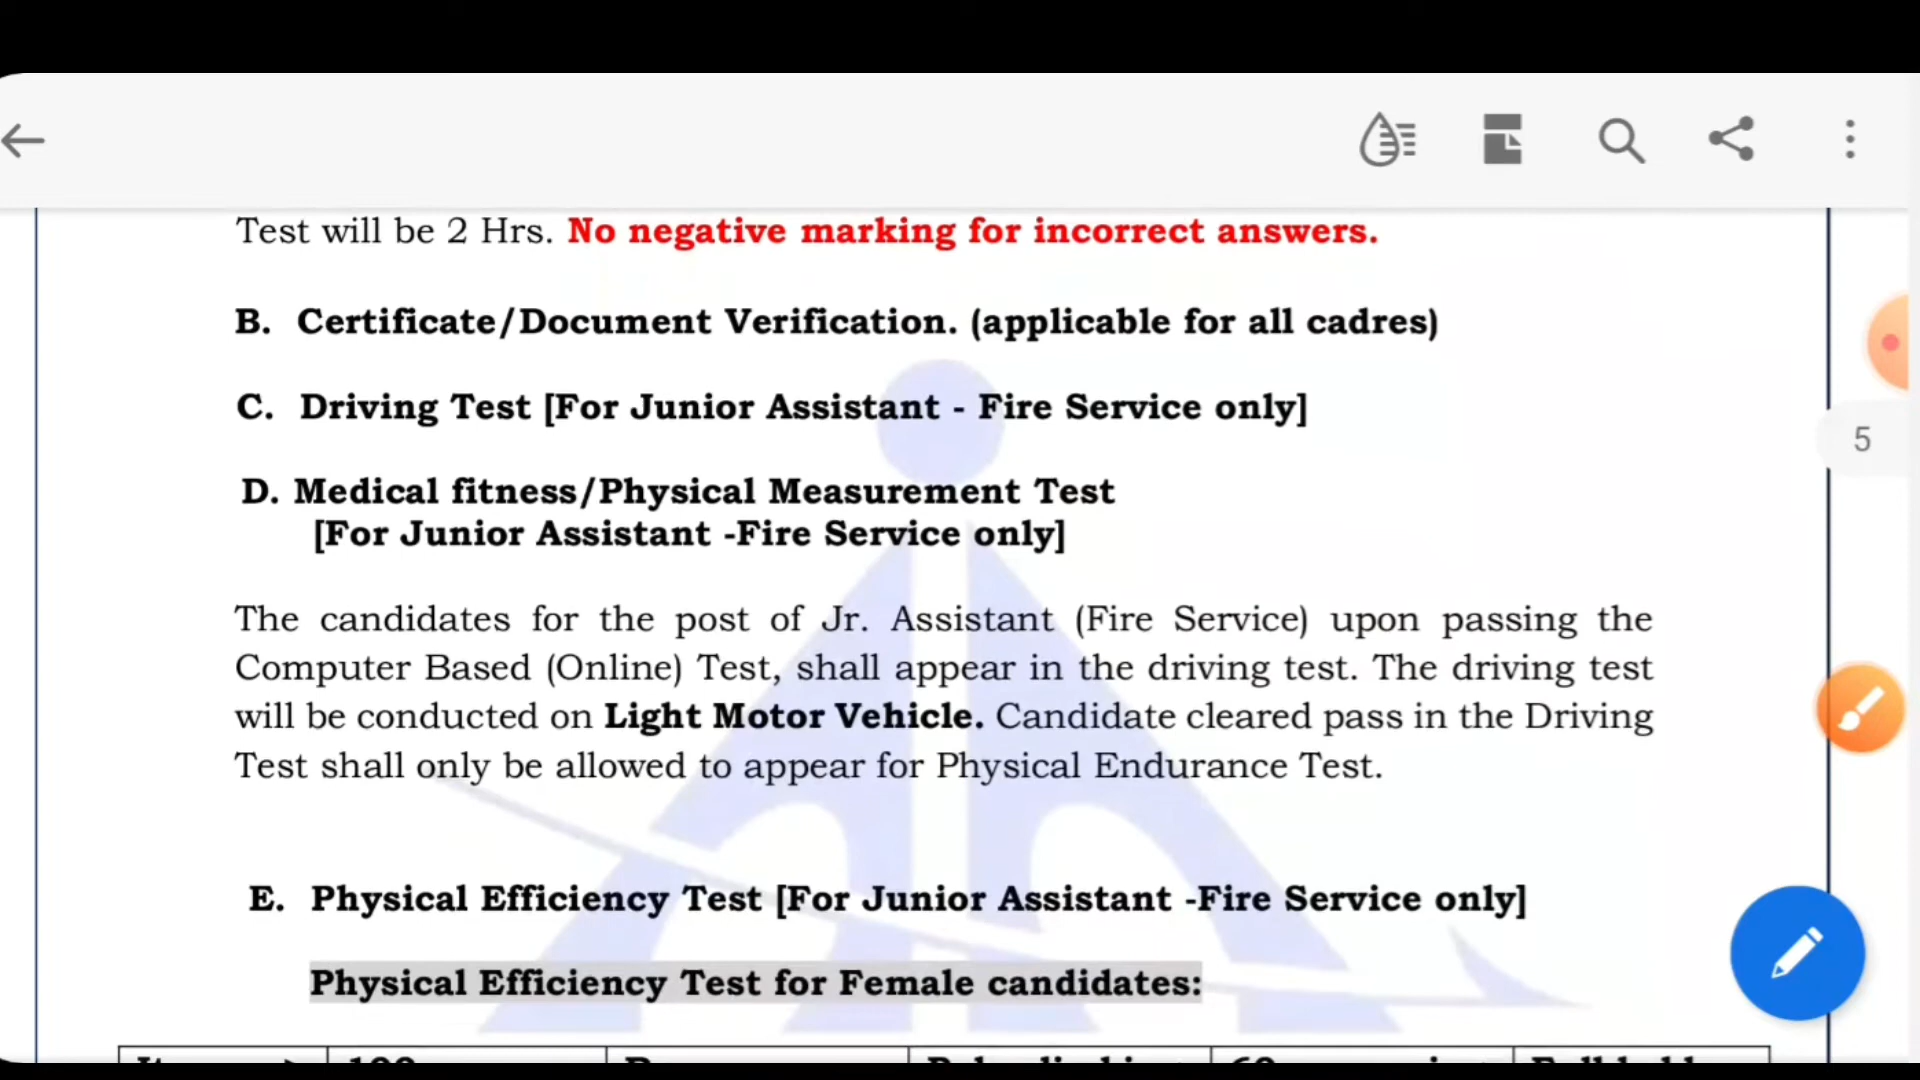 Test will be 2 Hrs. No negative marking for incorrect answers.
B. Certificate/Document Verification. (applicable for all cadres)
C. Driving Test [For Junior Assistant - Fire Service only]
D. Medical fitness/Physical Measurement Test
[For Junior Assistant -Fire Service only]
5
The candidates for the post of Jr. Assistant (Fire Service) upon passing the
Computer Based (Online) Test, shall appear in the driving test. The driving test
will be conducted on Light Motor Vehicle. Candidate cleared pass in the Driving
Test shall only be allowed to appear for Physical Endurance Test.
E. Physical Efficiency Test [For Junior Assistant -Fire Service only]
Physical Efficiency Test for Female candidates: